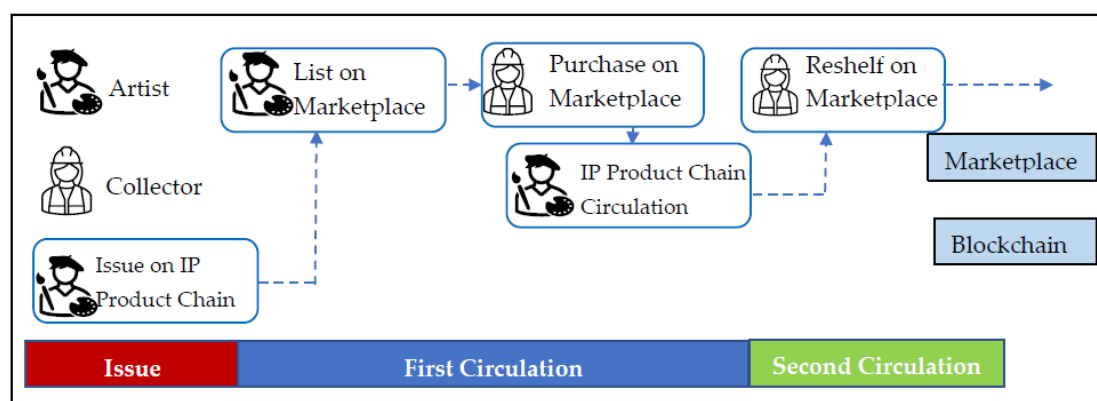 Artist
List on
Marketplace
Purchase on
Marketplace
Reshelf on
Marketplace
Collector
IP Product Chain
Circulation
Marketplace
Blockchain
Issue on IP
Product Chain
Issue
First Circulation
Second Circulation